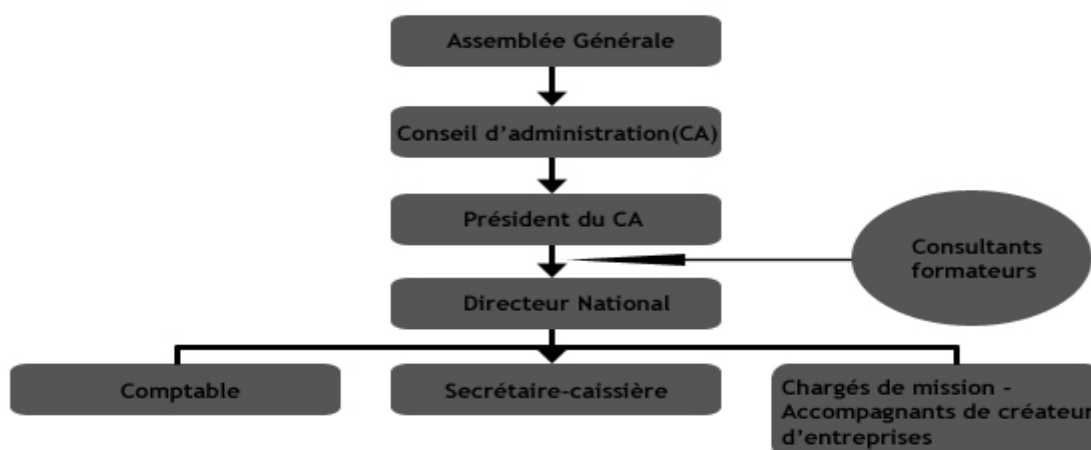 Assemblée Générale
Conseil d’administration(CA)
Président du CA
Consultants
formateurs
Directeur National
Comptable
Secrétaire-caissière
Chargés de mission -
Accompagnants de créateur
d’entreprises